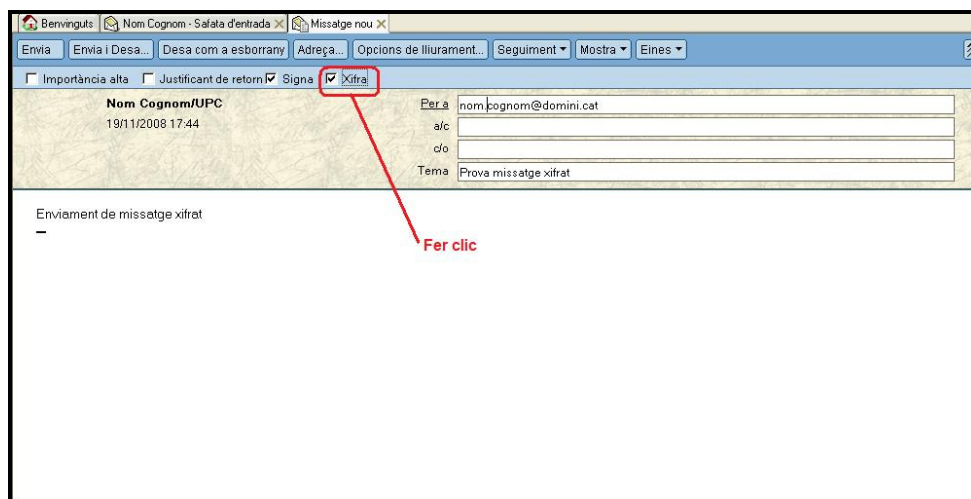 Benvinguts Nom Cognom - Safata d'entrada Missatge nou
Envia Envia i Desa... Desa com a esborrany Adreça... Opcions de lliurament... Seguiment Mostra Eines
Importància alta Justificant de retorn Signa Xifra
Nom Cognom/UPC Per a nom.cognom@domini.cat
19/11/2008 17:44 a/c
c/o
Tema Prova missatge xifrat
Enviament de missatge xifrat
Fer clic